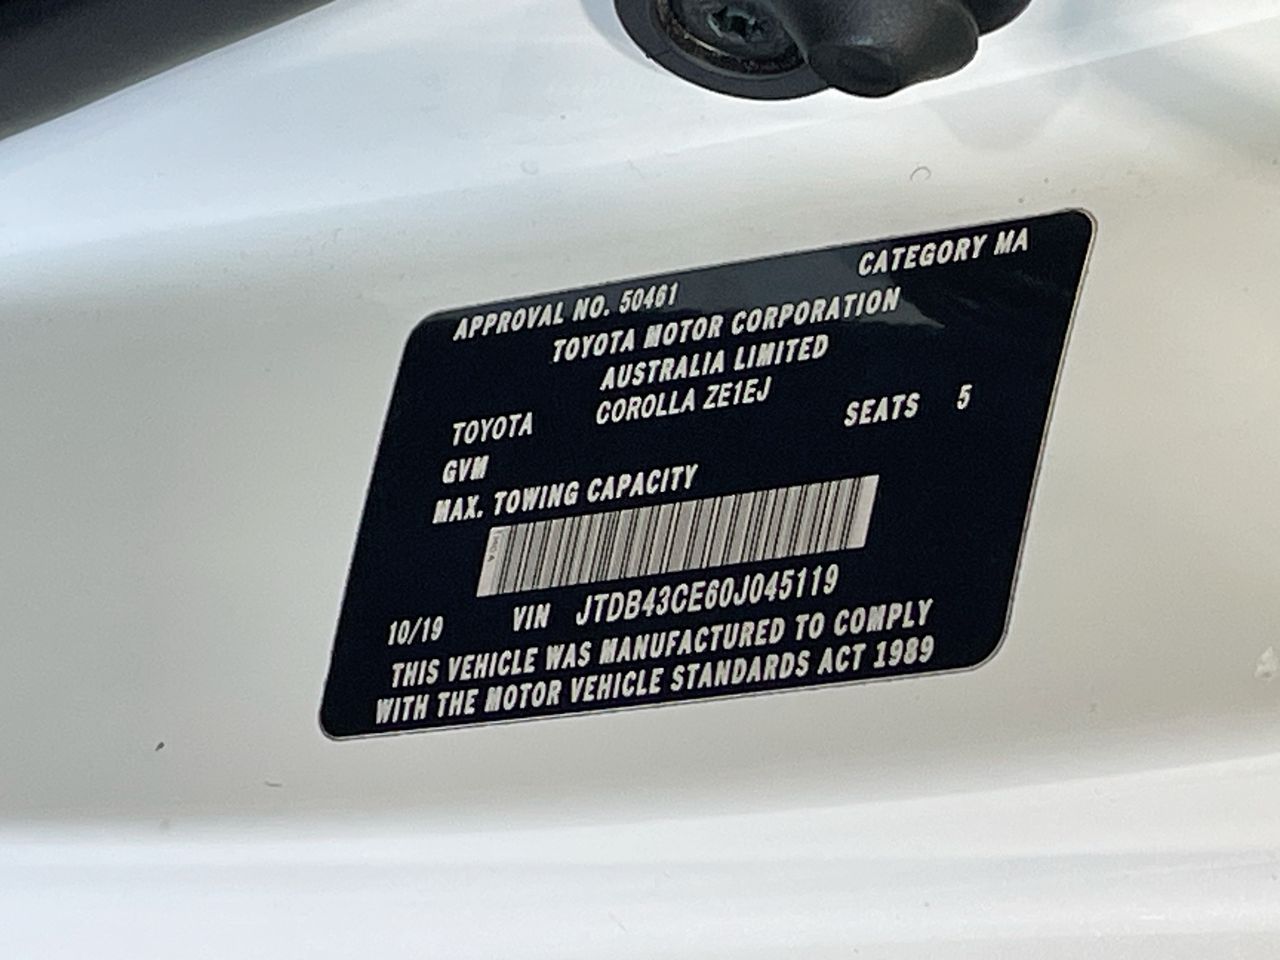 APPROVAL NO. 50461 CATEGORY MA
TOYOTA MOTOR CORPORATION
AUSTRALIA LIMITED
TOYOTA COROLLA ZE1EJ SEATS 5
GVM
MAX. TOWING CAPACITY
10/19 VIN JTDB43CE60J045119
THIS VEHICLE WAS MANUFACTURED TO COMPLY
WITH THE MOTOR VEHICLE STANDARDS ACT 1989